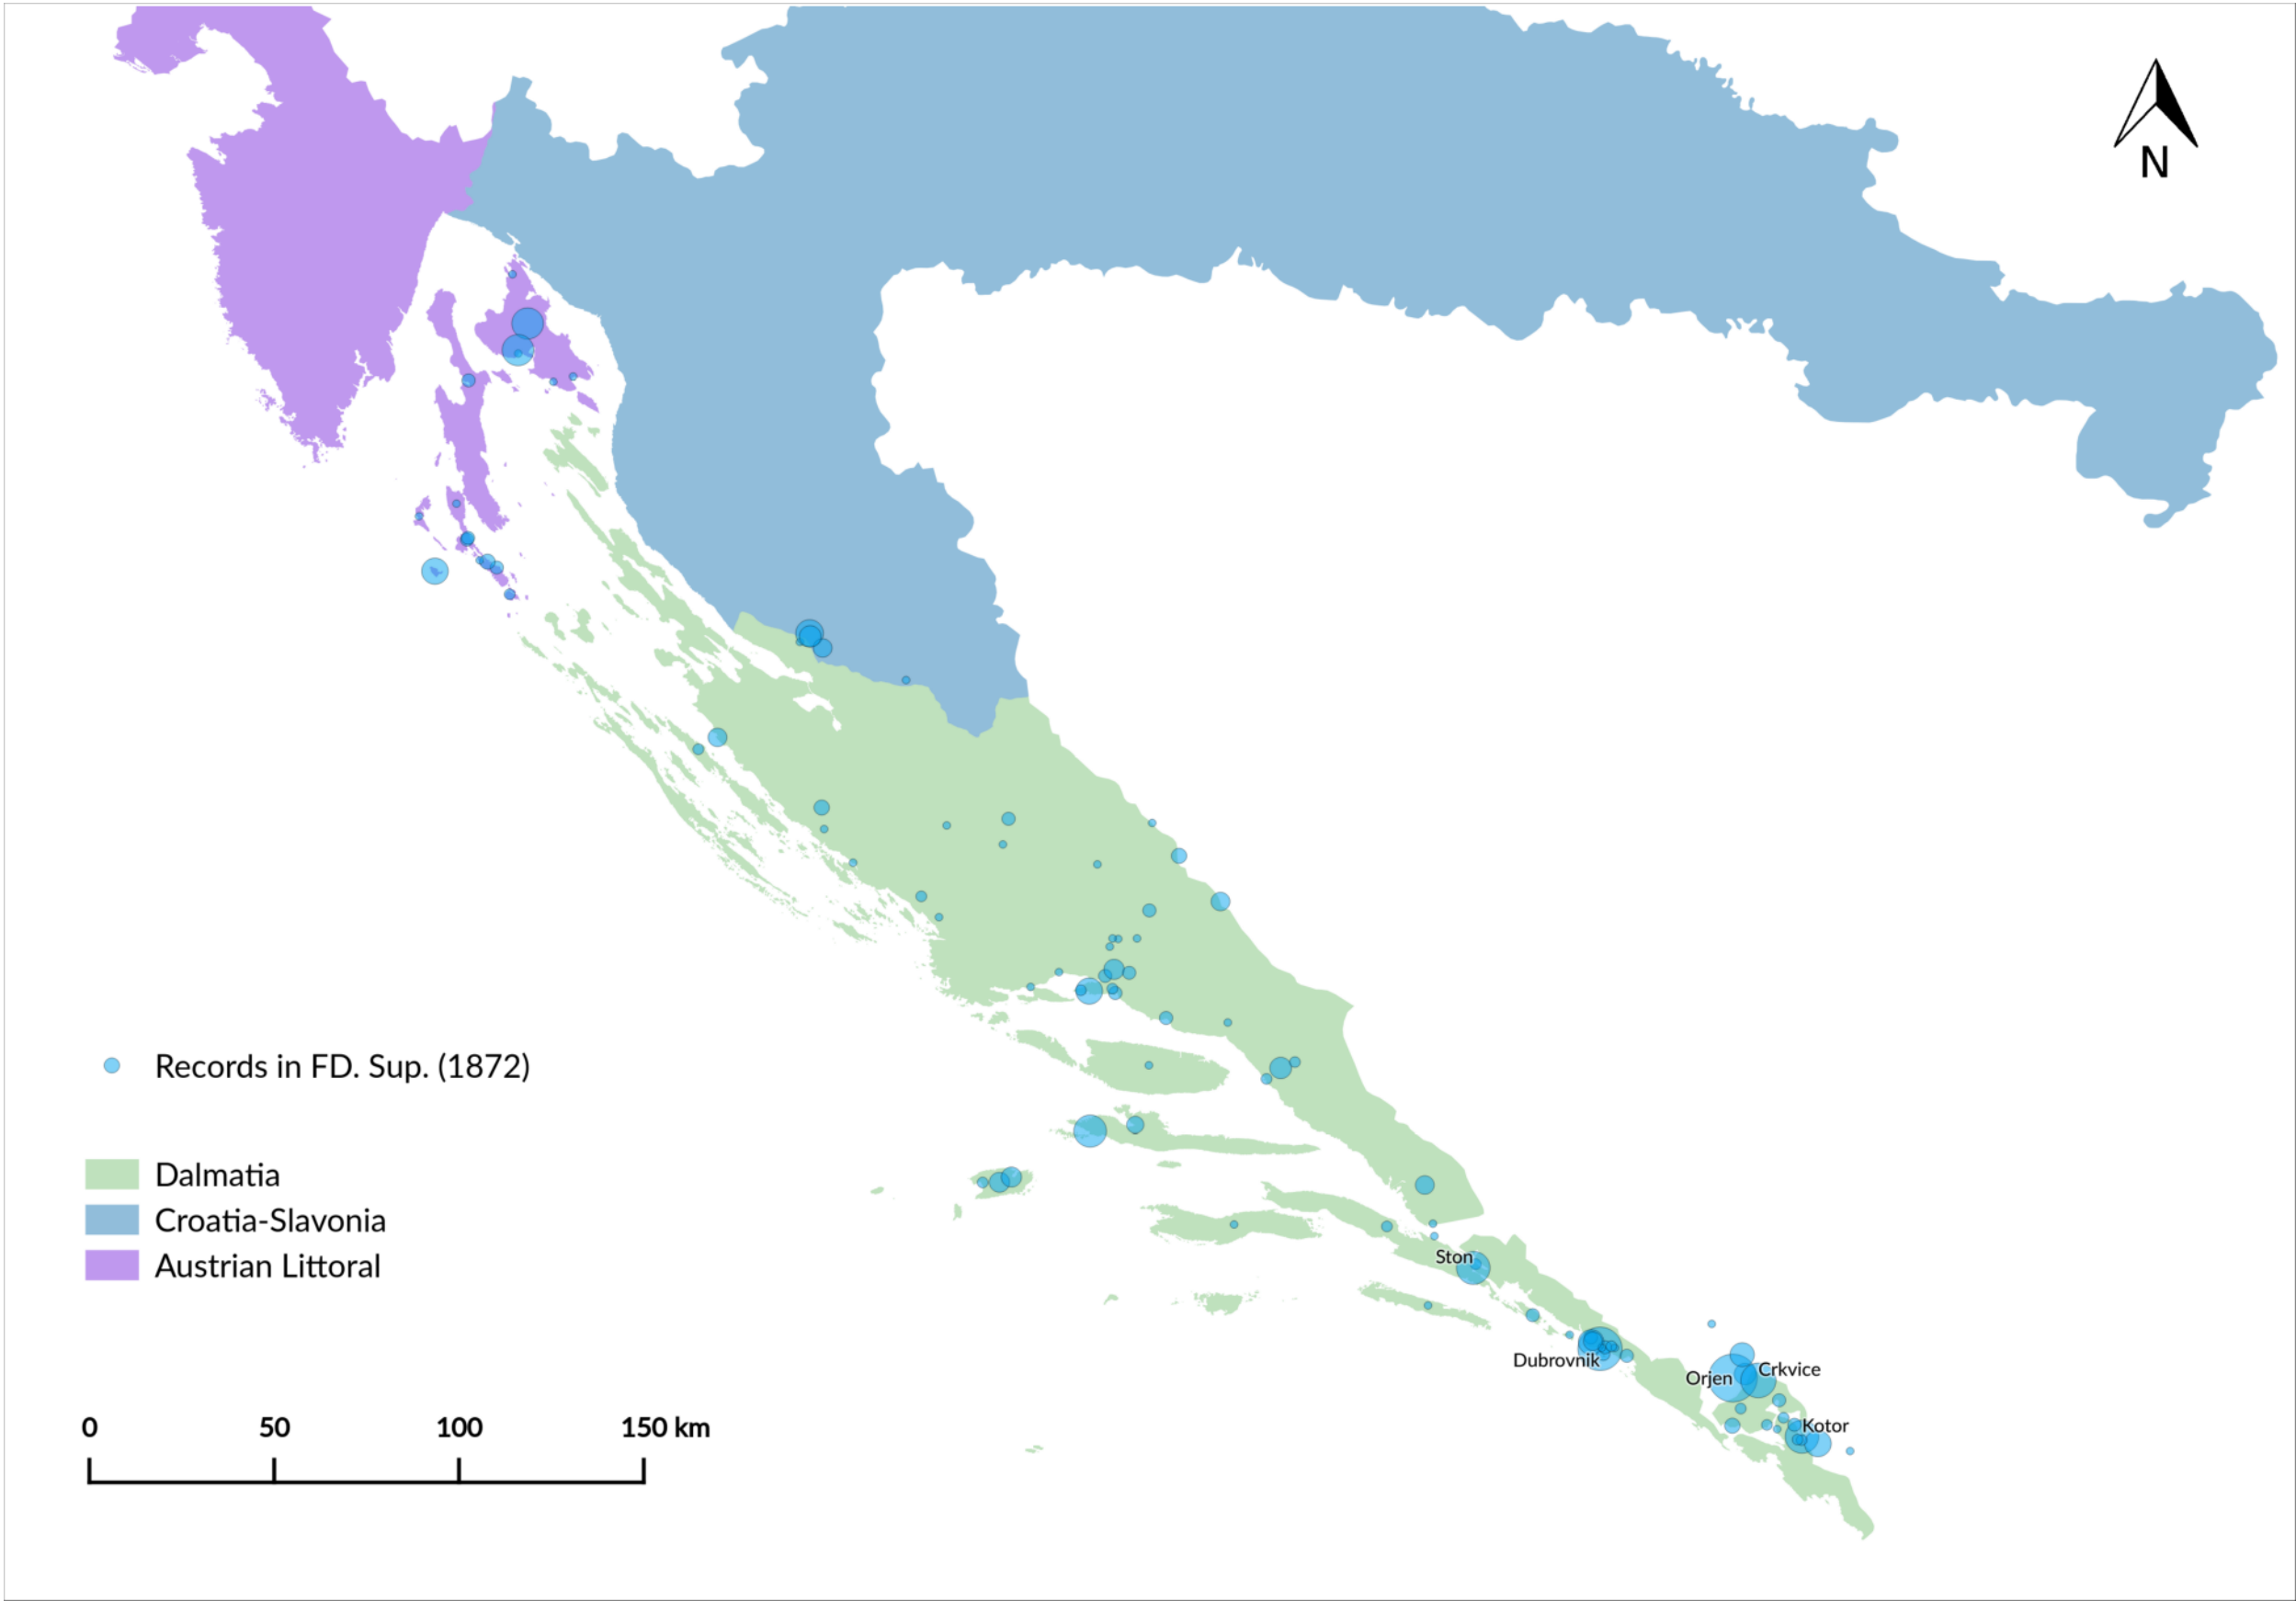 N
Records in FD. Sup. (1872)
Dalmatia
Croatia-Slavonia
Austrian Littoral
Ston
Dubrovnik
Orjen
Crkvice
Kotor
0 50 100 150 km